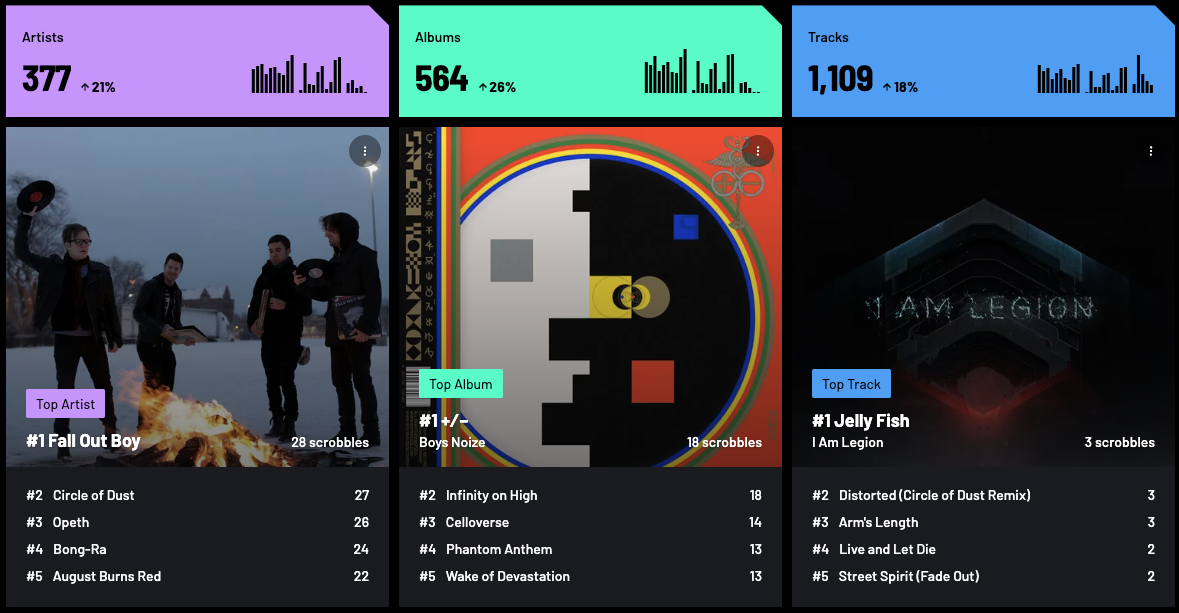 Artists
377 ↑ 21%
Top Artist
#1 Fall Out Boy
28 scrobbles
#2 Circle of Dust 27
#3 Opeth 26
#4 Bong-Ra 24
#5 August Burns Red 22
Albums
564 ↑ 26%
Top Album
#1 +/−
Boys Noize
18 scrobbles
#2 Infinity on High 18
#3 Celloverse 14
#4 Phantom Anthem 13
#5 Wake of Devastation 13
Tracks
1,109 ↑ 18%
I AM LEGION
Top Track
#1 Jelly Fish
I Am Legion
3 scrobbles
#2 Distorted (Circle of Dust Remix) 3
#3 Arm's Length 3
#4 Live and Let Die 2
#5 Street Spirit (Fade Out) 2